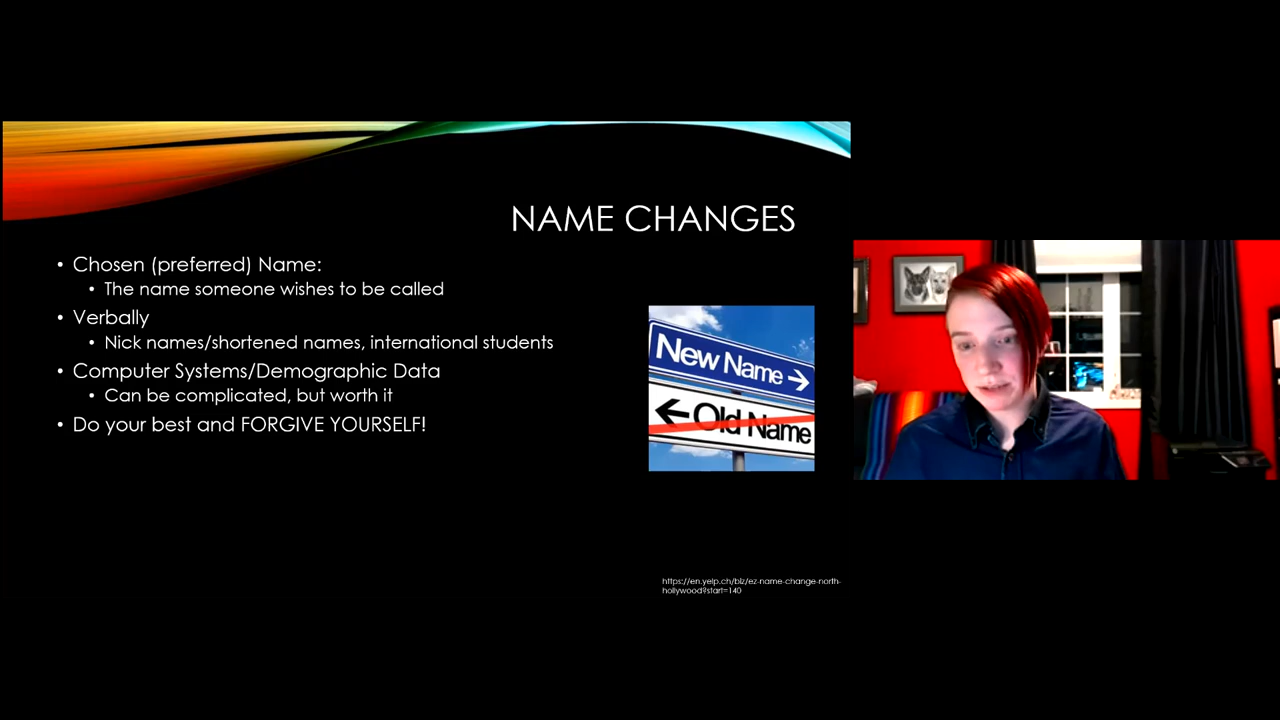 NAME CHANGES
• Chosen (preferred) Name:
• The name someone wishes to be called
• Verbally
• Nick names/shortened names, international students
• Computer Systems/Demographic Data
• Can be complicated, but worth it
• Do your best and FORGIVE YOURSELF!
New Name →
← Old Name
https://en.yelp.ch/biz/ez-name-change-north-
hollywood?start=140